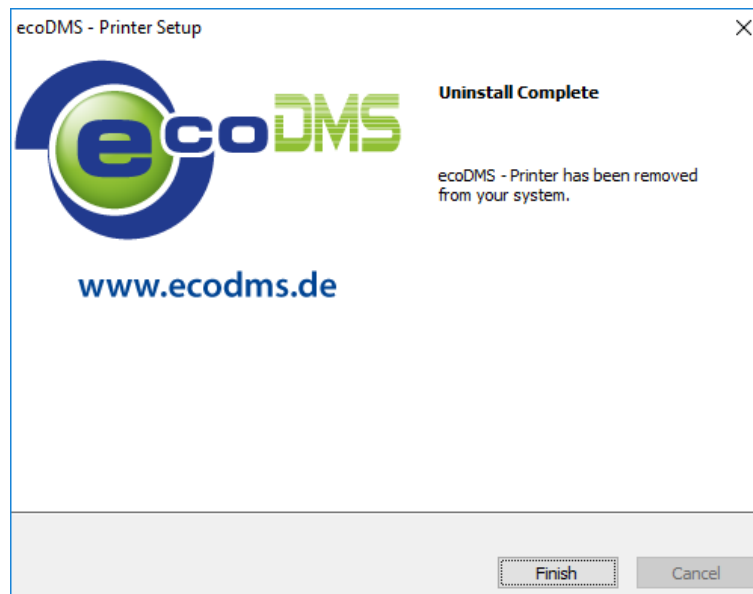 ecoDMS - Printer Setup
ecoDMS
Uninstall Complete
ecoDMS - Printer has been removed
from your system.
www.ecodms.de
Finish
Cancel